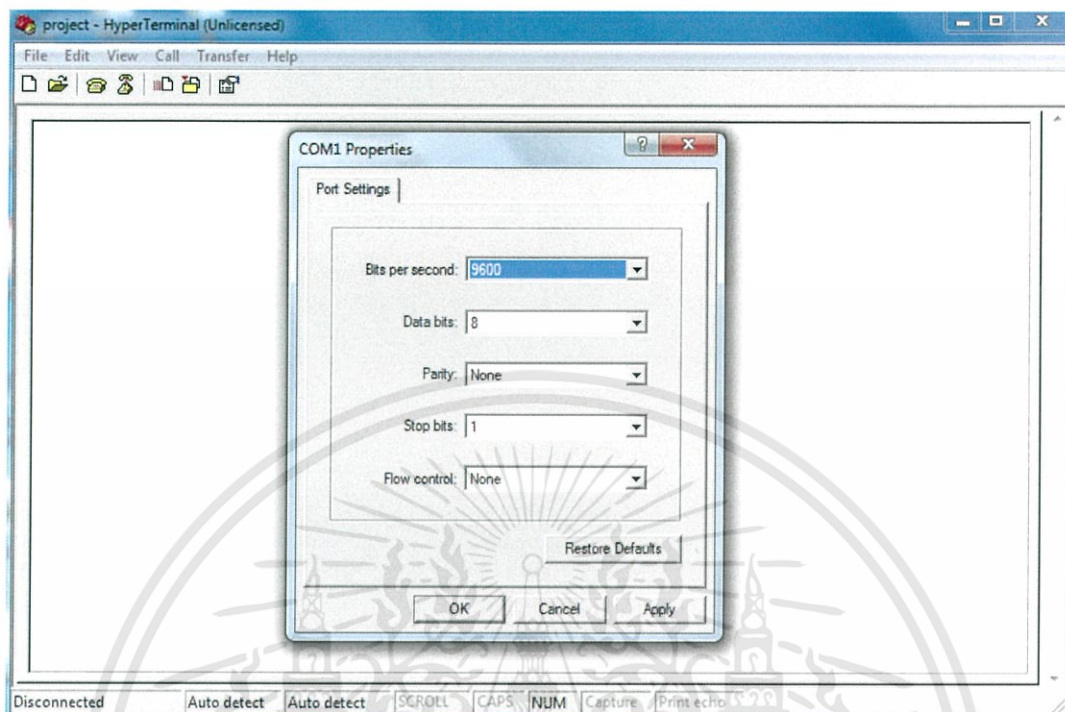 project - HyperTerminal (Unlicensed)
File Edit View Call Transfer Help
COM1 Properties
Port Settings
Bits per second: 9600
Data bits: 8
Parity: None
Stop bits: 1
Flow control: None
Restore Defaults
OK Cancel Apply
Disconnected Auto detect Auto detect SCROLL CAPS NUM Capture Print echo